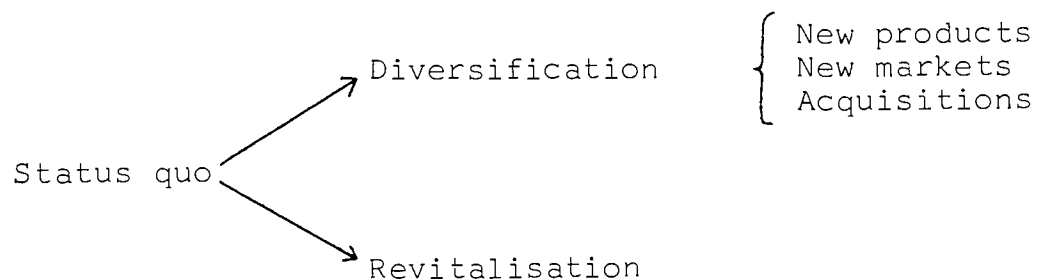 New products
Diversification
New markets
Acquisitions
Status quo
Revitalisation